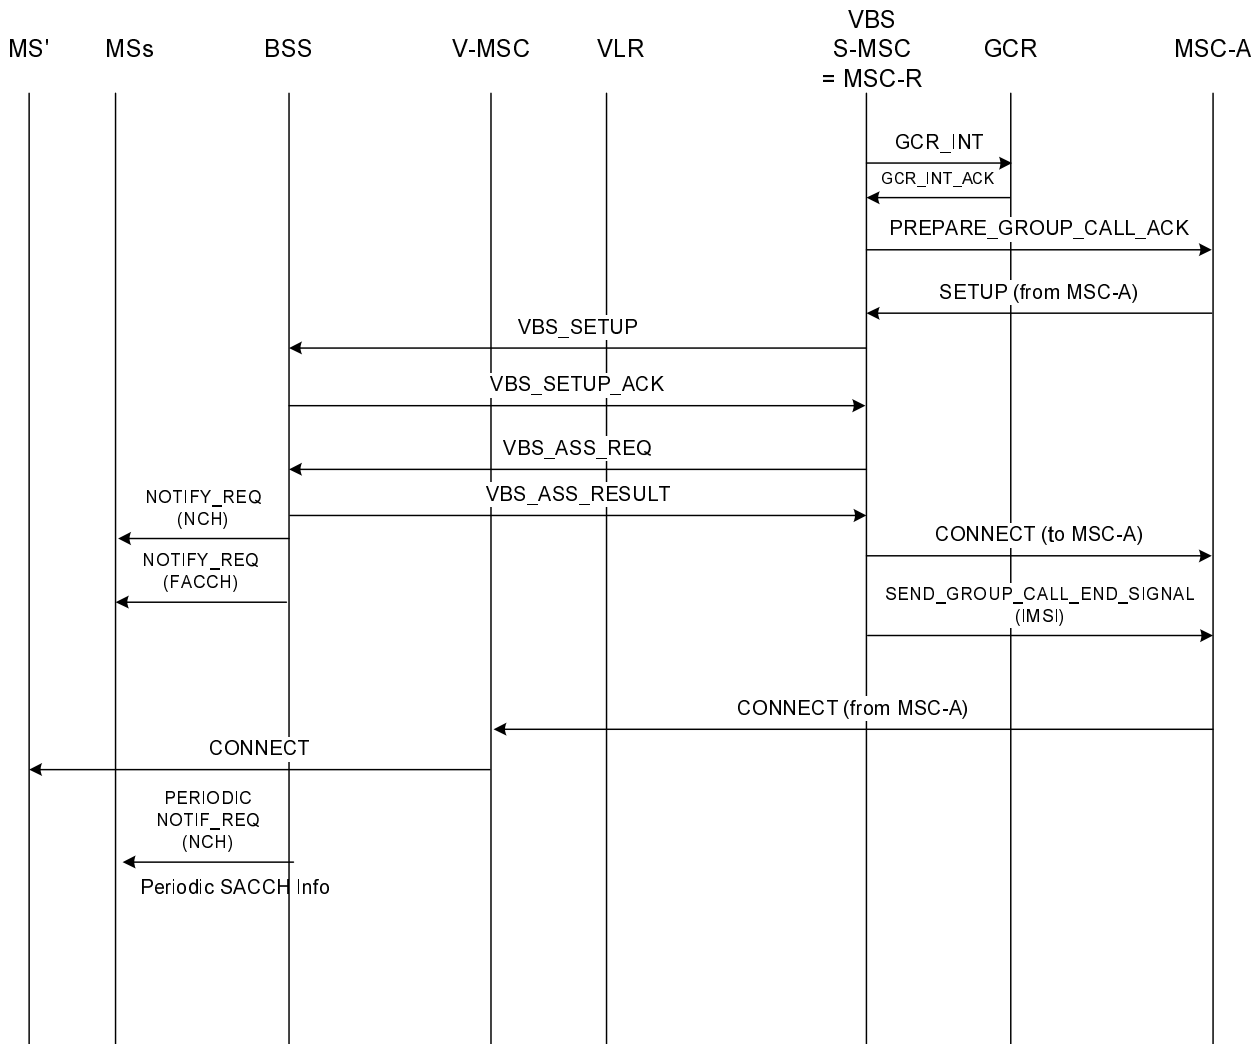 VBS
MS' MSs BSS V-MSC VLR S-MSC GCR MSC-A
= MSC-R
GCR_INT
GCR_INT_ACK
PREPARE_GROUP_CALL_ACK
SETUP (from MSC-A)
VBS_SETUP
VBS_SETUP_ACK
VBS_ASS_REQ
VBS_ASS_RESULT
NOTIFY_REQ
(NCH)
CONNECT (to MSC-A)
NOTIFY_REQ
(FACCH)
SEND_GROUP_CALL_END_SIGNAL
(IMSI)
CONNECT (from MSC-A)
CONNECT
PERIODIC
NOTIF_REQ
(NCH)
Periodic SACCH Info